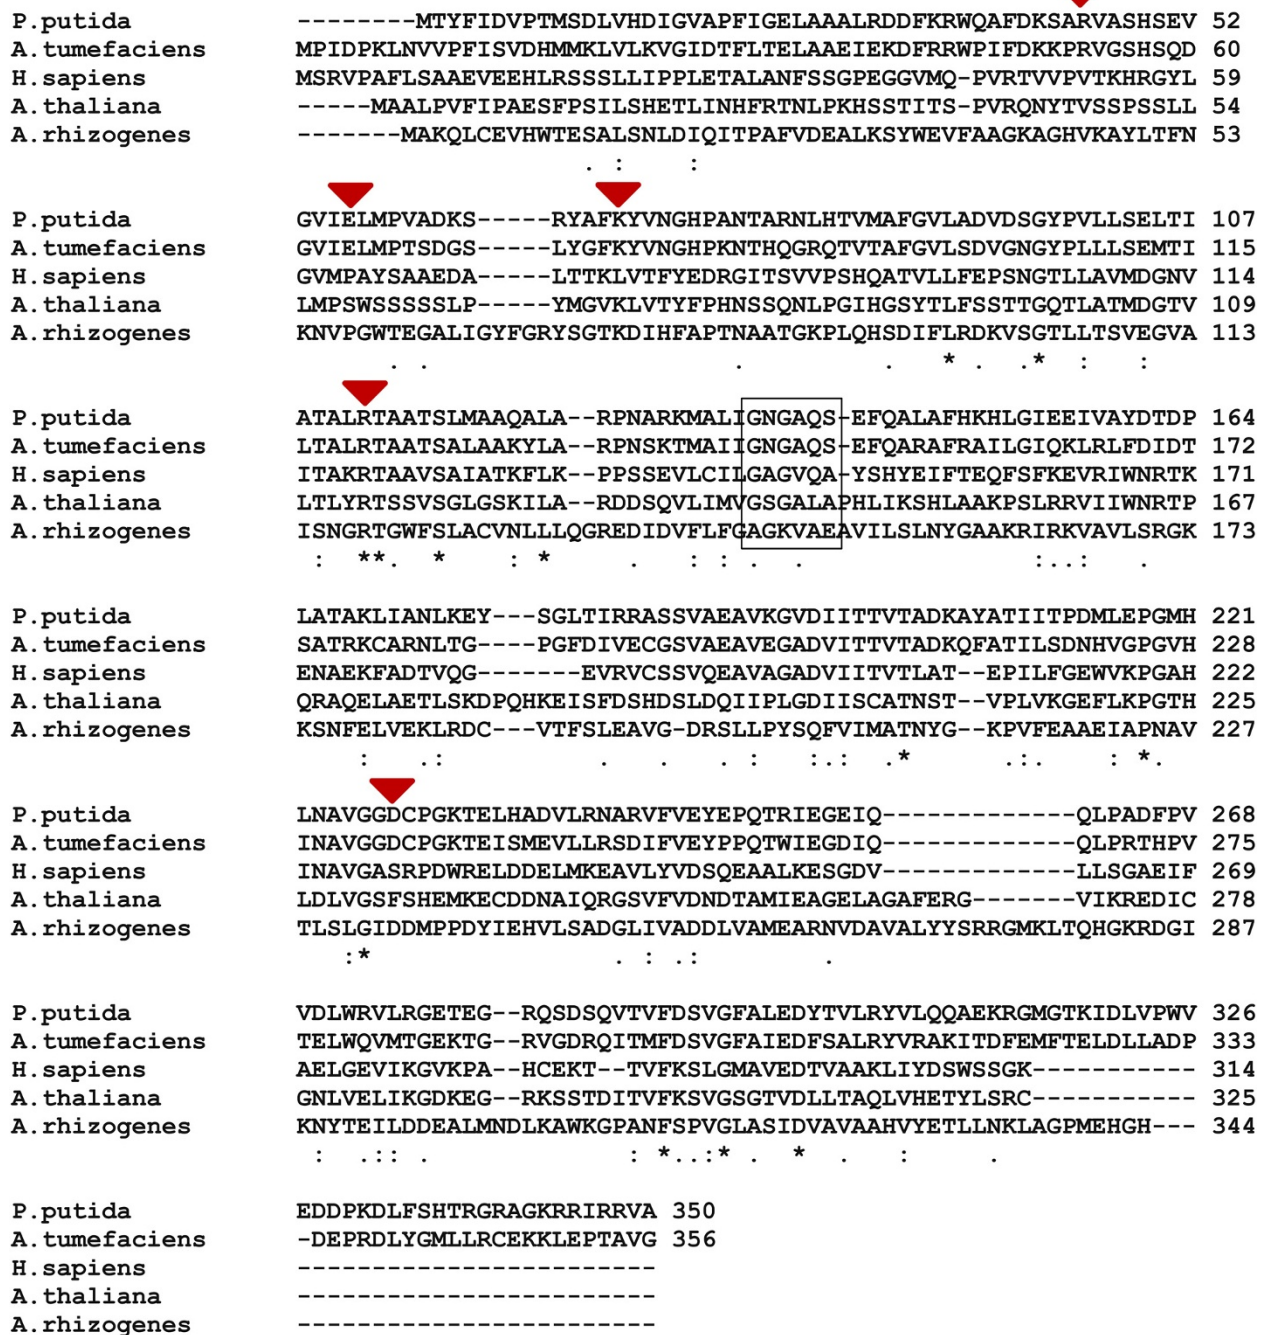 P.putida --------MTYFIDVPTMSDLVHDIGVAPFIGELAAALRDDFKRWQAFDKSARVASHSEV 52
A.tumefaciens MPIDPKLNVVPFISVDHMMKLVLKVGIDTFLTELAAEIEKDFRRWPIFDKKPRVGSHSQD 60
H.sapiens MSRVPAFLSAAEVEEHLRSSSLLIPPLETALANFSSGPEGGVMQ-PVRTVVPVTKHRGYL 59
A.thaliana -----MAALPVFIPAESFPSILSHETLINHFRTNLPKHSSTITS-PVRQNYTVSSPSSLL 54
A.rhizogenes -------MAKQLCEVHWTESALSNLDIQITPAFVDEALKSYWEVFAAGKAGHVKAYLTFN 53
. : :
P.putida GVIELMPVADKS-----RYAFKYVNGHPANTARNLHTVMAFGVLADVDSGYPVLLSELTI 107
A.tumefaciens GVIELMPTSDGS-----LYGFKYVNGHPKNTHQGRQTVTAFGVLSDVGNGYPLLLSEMTI 115
H.sapiens GVMPAYSAAEDA-----LTTKLVTFYEDRGITSVVPSHQATVLLFEPSNGTLLAVMDGNV 114
A.thaliana LMPSWSSSSSLP-----YMGVKLVTYFPHNSSQNLPGIHGSYTLFSSTTGQTLATMDGTV 109
A.rhizogenes KNVPGWTEGALIGYFGRYSGTKDIHFAPTNAATGKPLQHSDIFLRDKVSGTLLTSVEGVA 113
. . . . * . .* : :
P.putida ATALRTAATSLMAAQALA--RPNARKMALIGNGAQS-EFQALAFHKHLGIEEIVAYDTDP 164
A.tumefaciens LTALRTAATSALAAKYLA--RPNSKTMAIIGNGAQS-EFQARAFRAILGIQKLRLFDIDT 172
H.sapiens ITAKRTAAVSAIATKFLK--PPSSEVLCILGAGVQA-YSHYEIFTEQFSFKEVRIWNRTK 171
A.thaliana LTLYRTSSVSGLGSKILA--RDDSQVLIMVGSGALAPHLIKSHLAAKPSLRRVIIWNRTP 167
A.rhizogenes ISNGRTGWFSLACVNLLLQGREDIDVFLFGAGKVAEAVILSLNYGAAKRIRKVAVLSRGK 173
: **. * : * . : : . . :..: .
P.putida LATAKLIANLKEY---SGLTIRRASSVAEAVKGVDIITTVTADKAYATIITPDMLEPGMH 221
A.tumefaciens SATRKCARNLTG----PGFDIVECGSVAEAVEGADVITTVTADKQFATILSDNHVGPGVH 228
H.sapiens ENAEKFADTVQG-------EVRVCSSVQEAVAGADVIITVTLAT--EPILFGEWVKPGAH 222
A.thaliana QRAQELAETLSKDPQHKEISFDSHDSLDQIIPLGDIISCATNST--VPLVKGEFLKPGTH 225
A.rhizogenes KSNFELVEKLRDC---VTFSLEAVG-DRSLLPYSQFVIMATNYG--KPVFEAAEIAPNAV 227
: .: . . . : :.: .* .:. : *.
P.putida LNAVGGDCPGKTELHADVLRNARVFVEYEPQTRIEGEIQ-------------QLPADFPV 268
A.tumefaciens INAVGGDCPGKTEISMEVLLRSDIFVEYPPQTWIEGDIQ-------------QLPRTHPV 275
H.sapiens INAVGASRPDWRELDDELMKEAVLYVDSQEAALKESGDV-------------LLSGAEIF 269
A.thaliana LDLVGSFSHEMKECDDNAIQRGSVFVDNDTAMIEAGELAGAFERG-------VIKREDIC 278
A.rhizogenes TLSLGIDDMPPDYIEHVLSADGLIVADDLVAMEARNVDAVALYYSRRGMKLTQHGKRDGI 287
:* . : .: .
P.putida VDLWRVLRGETEG--RQSDSQVTVFDSVGFALEDYTVLRYVLQQAEKRGMGTKIDLVPWV 326
A.tumefaciens TELWQVMTGEKTG--RVGDRQITMFDSVGFAIEDFSALRYVRAKITDFEMFTELDLLADP 333
H.sapiens AELGEVIKGVKPA--HCEKT--TVFKSLGMAVEDTVAAKLIYDSWSSGK----------- 314
A.thaliana GNLVELIKGDKEG--RKSSTDITVFKSVGSGTVDLLTAQLVHETYLSRC----------- 325
A.rhizogenes KNYTEILDDEALMNDLKAWKGPANFSPVGLASIDVAVAAHVYETLLNKLAGPMEHGH--- 344
: .:: . : *..:* . * . : .
P.putida EDDPKDLFSHTRGRAGKRRIRRVA 350
A.tumefaciens -DEPRDLYGMLLRCEKKLEPTAVG 356
H.sapiens ------------------------
A.thaliana ------------------------
A.rhizogenes ------------------------